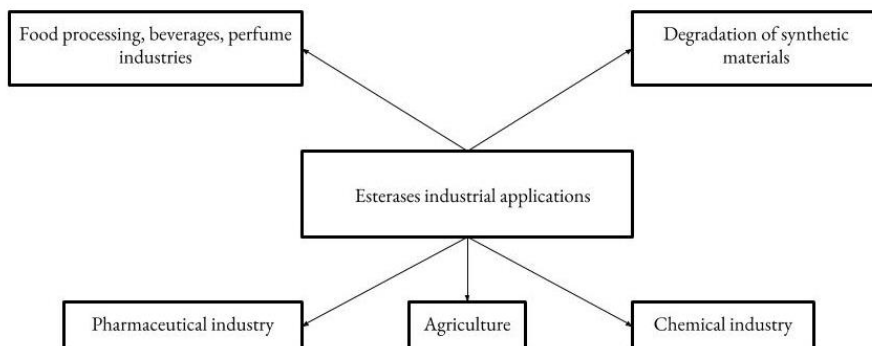 Food processing, beverages, perfume
industries
Degradation of synthetic
materials
Esterases industrial applications
Pharmaceutical industry
Agriculture
Chemical industry